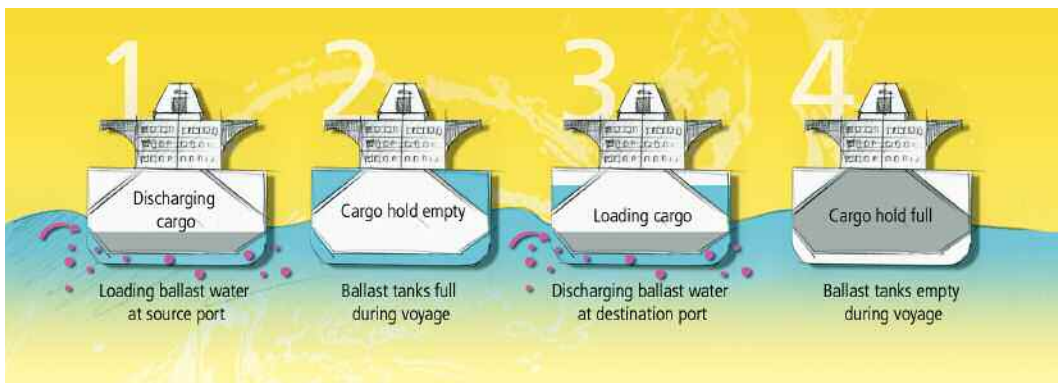 1
Discharging
cargo
Loading ballast water
at source port
2
Cargo hold empty
Ballast tanks full
during voyage
3
Loading cargo
Discharging ballast water
at destination port
4
Cargo hold full
Ballast tanks empty
during voyage